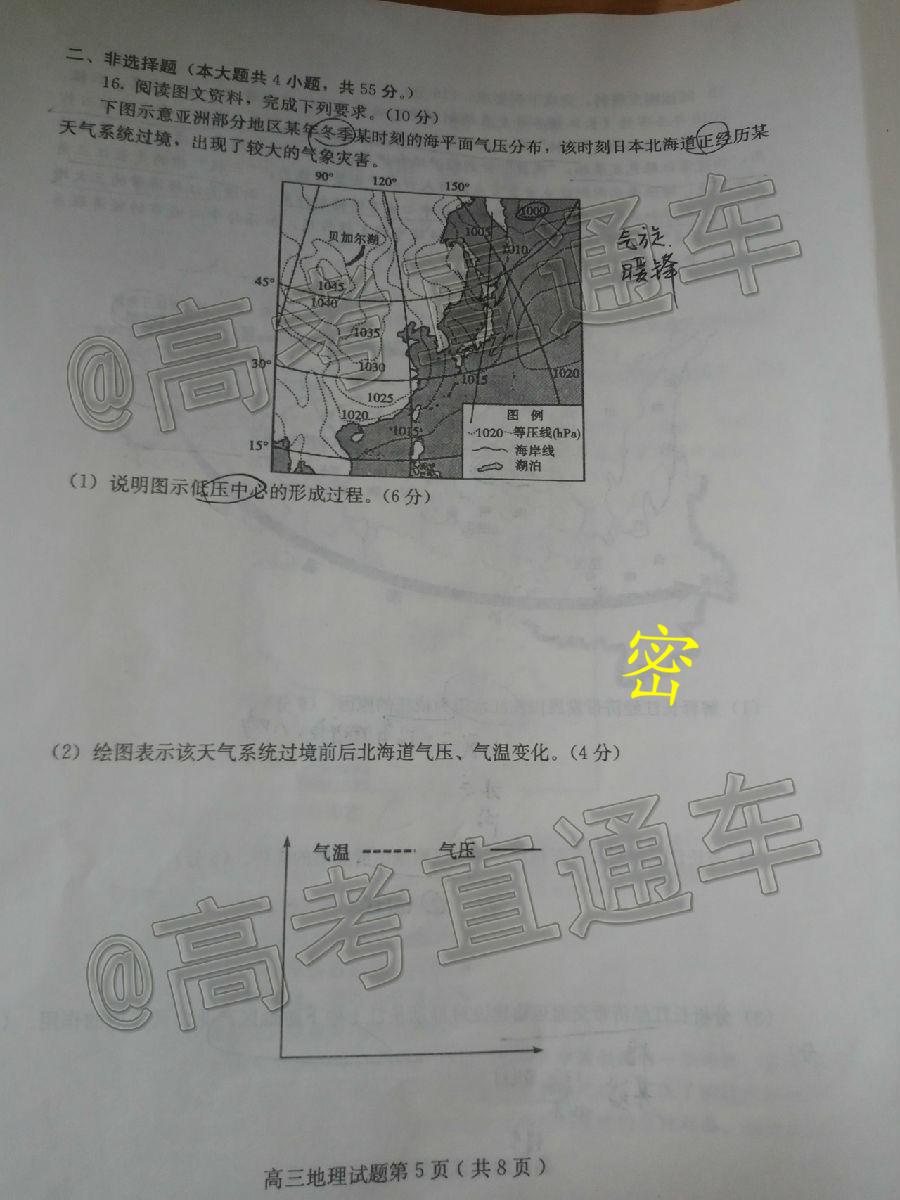 二、非选择题（本大题共4小题，共55分。）
16. 阅读图文资料，完成下列要求。（10分）
下图示意亚洲部分地区某年冬季某时刻的海平面气压分布，该时刻日本北海道正经历某
天气系统过境，出现了较大的气象灾害。
90° 120° 150°
1000
1005
1010
贝加尔湖
气旋.
暖锋
45°
1045
1040
1035
30°
1030
1015
1020
1025
1020
1015
15°
图 例
1020 等压线(hPa)
海岸线
湖泊
（1）说明图示低压中心的形成过程。（6分）
密
（2）绘图表示该天气系统过境前后北海道气压、气温变化。（4分）
气温 气压
@高考直通车
@高考直通车
高三地理试题第5页（共8页）